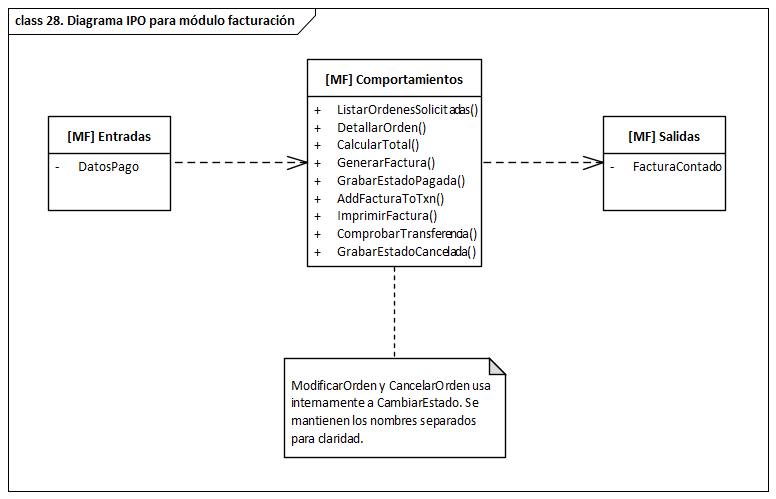 class 28. Diagrama IPO para módulo facturación
[MF] Entradas
- DatosPago
[MF] Comportamientos
+ ListarOrdenesSolicitadas()
+ DetallarOrden()
+ CalcularTotal()
+ GenerarFactura()
+ GrabarEstadoPagada()
+ AddFacturaToTxn()
+ ImprimirFactura()
+ ComprobarTransferencia()
+ GrabarEstadoCancelada()
[MF] Salidas
- FacturaContado
ModificarOrden y CancelarOrden usa
internamente a CambiarEstado. Se
mantienen los nombres separados
para claridad.